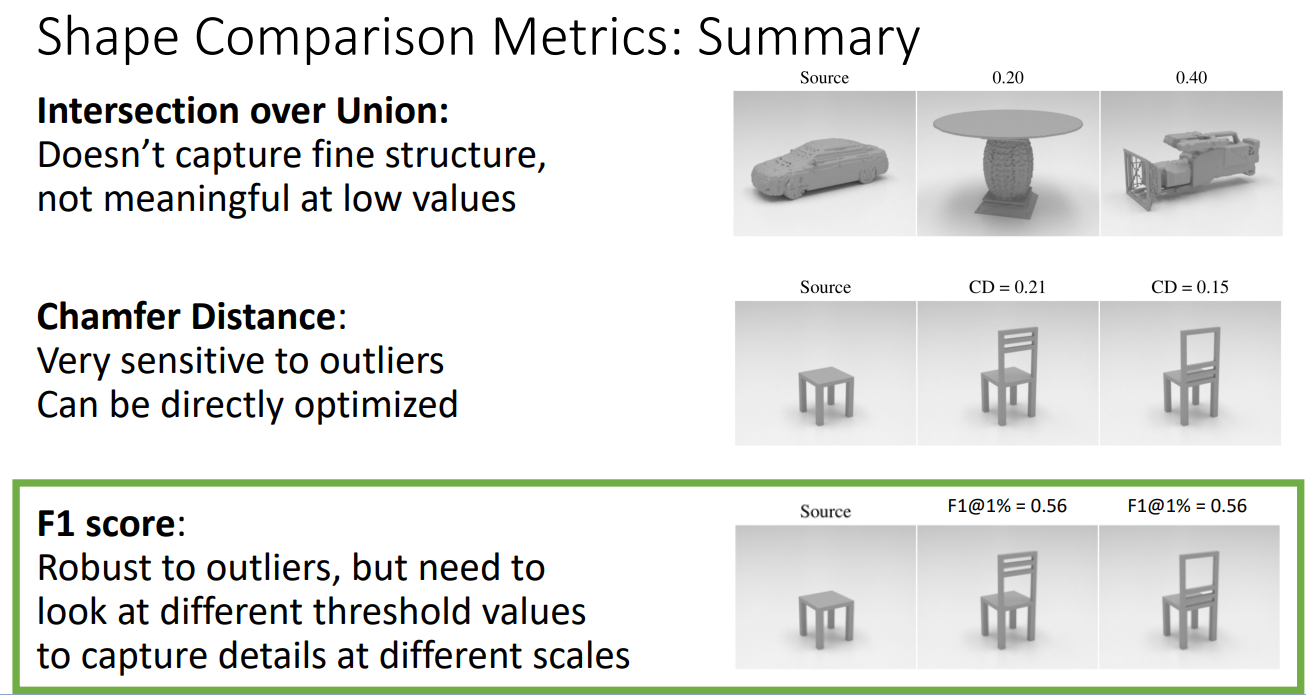 Shape Comparison Metrics: Summary
Intersection over Union:
Doesn’t capture fine structure,
not meaningful at low values
Source 0.20 0.40
Chamfer Distance:
Very sensitive to outliers
Can be directly optimized
Source CD = 0.21 CD = 0.15
F1 score:
Robust to outliers, but need to
look at different threshold values
to capture details at different scales
Source F1@1% = 0.56 F1@1% = 0.56